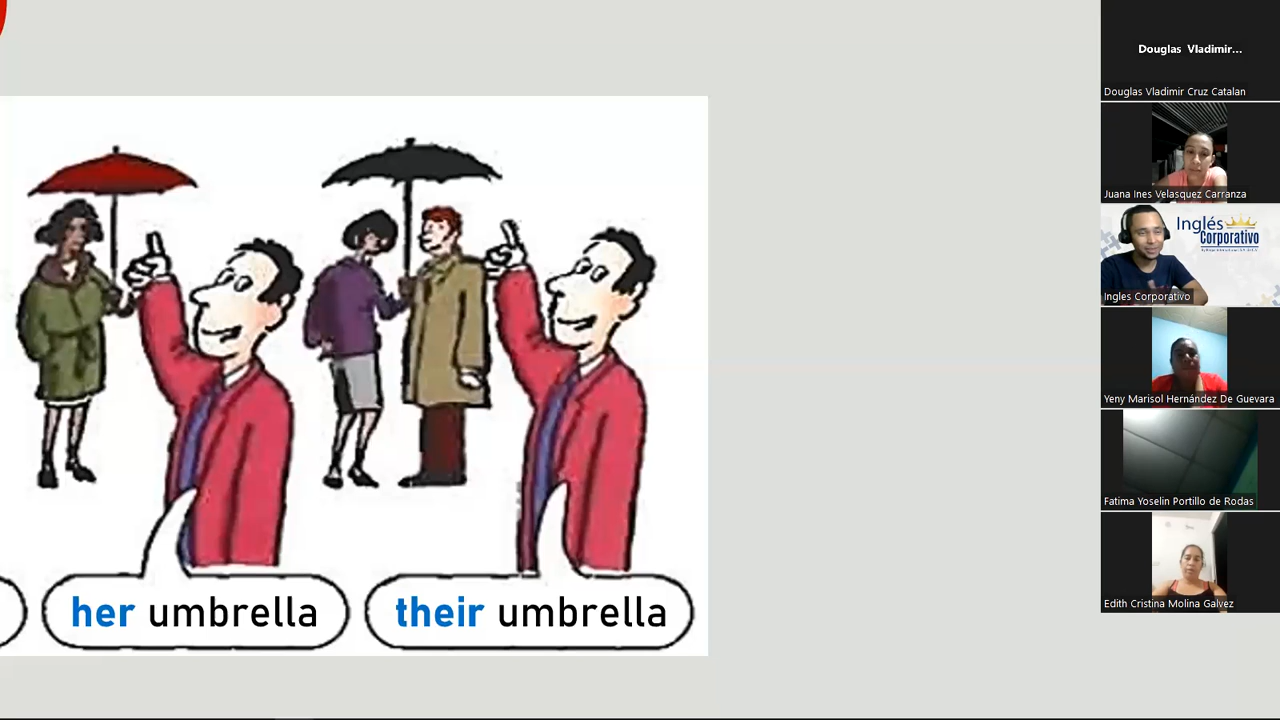 her umbrella
their umbrella
Douglas Vladimir...
Douglas Vladimir Cruz Catalan
Juana Ines Velasquez Carranza
Inglés
Corporativo
Ingles Corporativo
Yeny Marisol Hernández De Guevara
Fatima Yoselin Portillo de Rodas
Edith Cristina Molina Galvez